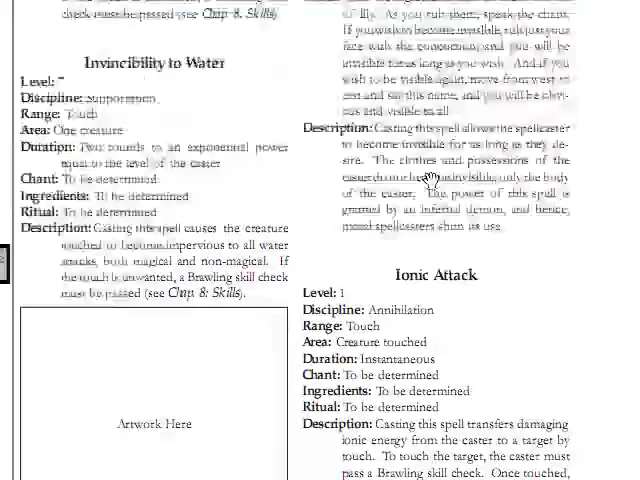 check must be passed (see Chap. 8, Skills)
Invincibility to Water
Level:
Discipline: Supportation
Range: Touch
Area: One creature
Duration: Two rounds to an exponential power
equal to the level of the caster
Chant: To be determined
Ingredients: To be determined
Ritual: To be determined
Description: Casting this spell causes the creature
touched to become impervious to all water
attacks, both magical and non-magical. If
the touch is unwanted, a Brawling skill check
must be passed (see Chap. 8: Skills).
Artwork Here
As you rub them, speak the chant.
If you wish to become invisible, rub just your
face with the concoction, and you will be
invisible for as long as you wish. And if you
wish to be visible again, move from west to
east and say this name, and you will be obvi-
ous and visible to all
Description: Casting this spell allows the spellcaster
to become invisible for as long as they de-
sire. The clothes and possessions of the
caster do not become invisible, only the body
of the caster. The power of this spell is
granted by an infernal demon, and hence,
moral spellcasters shun its use
Ionic Attack
Level: 1
Discipline: Annihilation
Range: Touch
Area: Creature touched
Duration: Instantaneous
Chant: To be determined
Ingredients: To be determined
Ritual: To be determined
Description: Casting this spell transfers damaging
ionic energy from the caster to a target by
touch. To touch the target, the caster must
pass a Brawling skill check. Once touched,